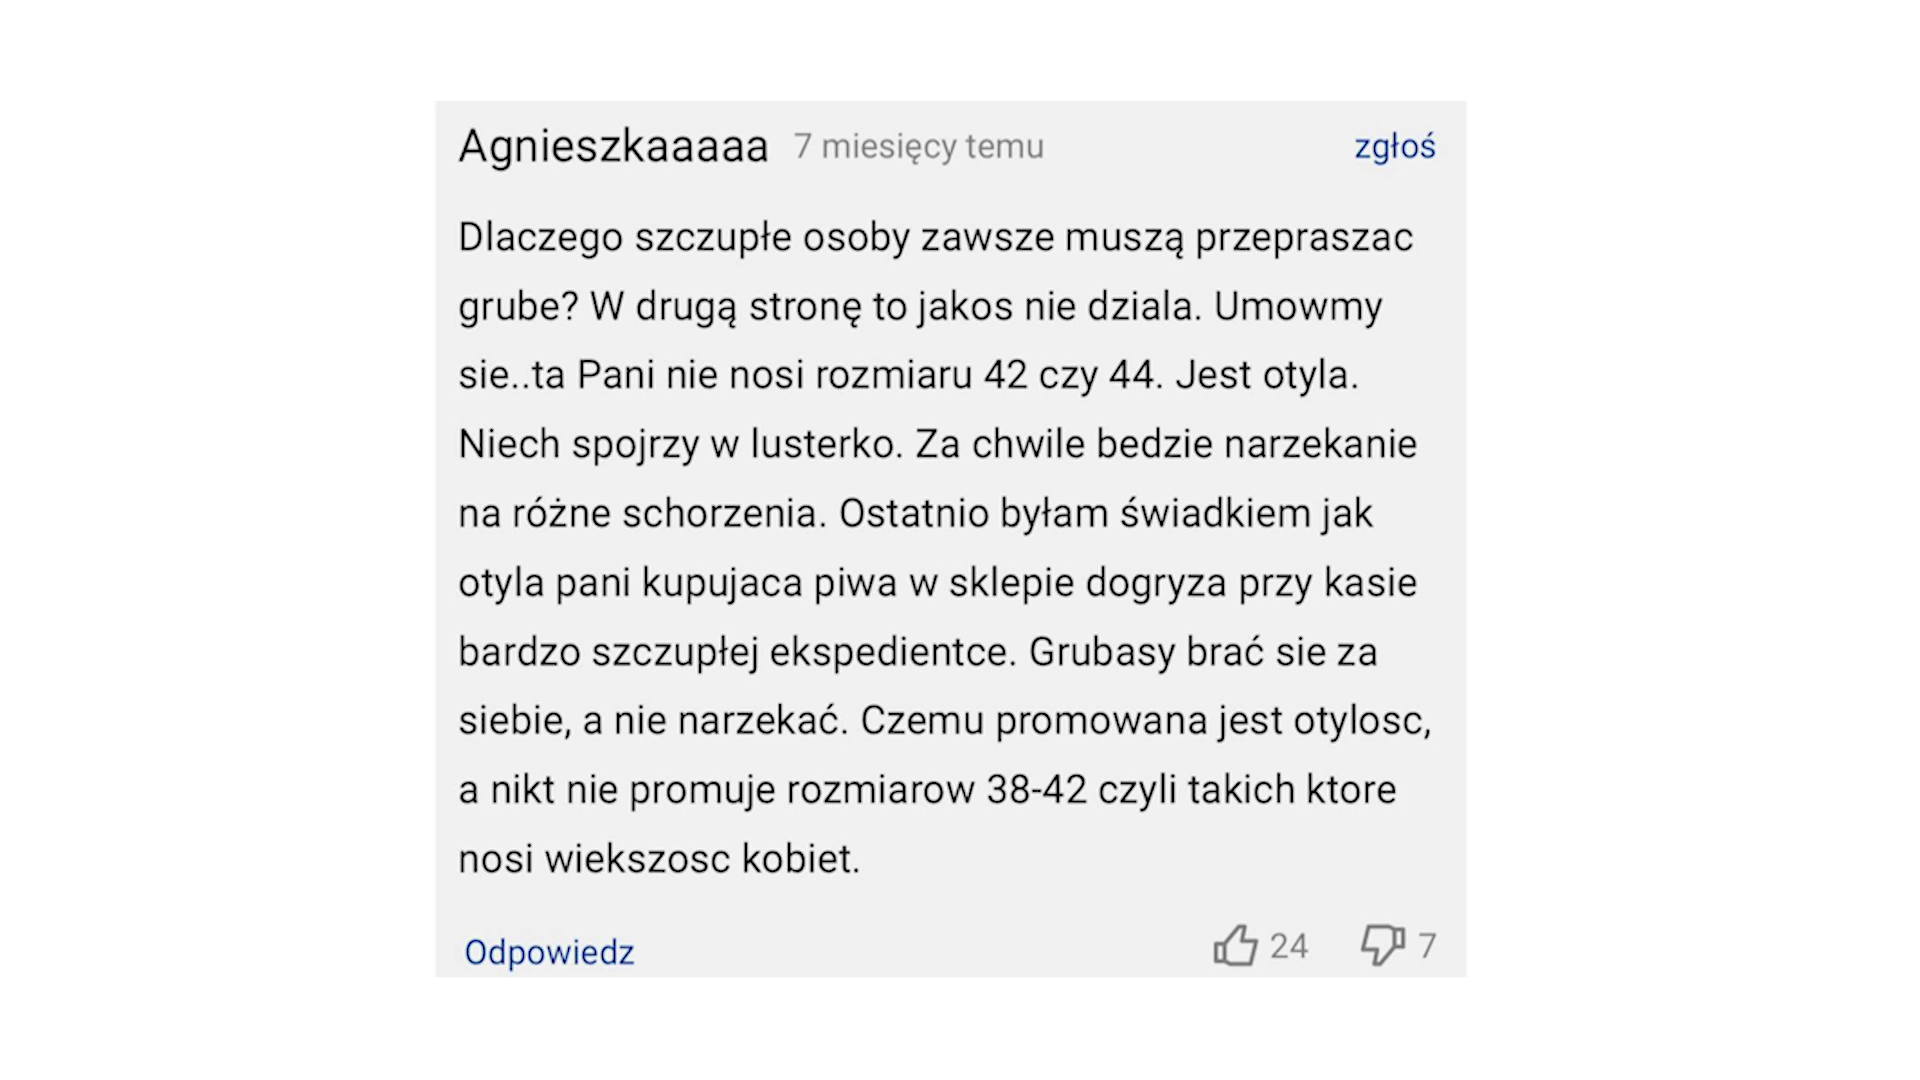 Agnieszkaaaaa 7 miesięcy temu zgłoś
Dlaczego szczupłe osoby zawsze muszą przepraszac
grube? W drugą stronę to jakos nie dziala. Umowmy
sie..ta Pani nie nosi rozmiaru 42 czy 44. Jest otyla.
Niech spojrzy w lusterko. Za chwile bedzie narzekanie
na różne schorzenia. Ostatnio byłam świadkiem jak
otyla pani kupujaca piwa w sklepie dogryza przy kasie
bardzo szczupłej ekspedientce. Grubasy brać sie za
siebie, a nie narzekać. Czemu promowana jest otylosc,
a nikt nie promuje rozmiarow 38-42 czyli takich ktore
nosi wiekszosc kobiet.
Odpowiedz 24 7